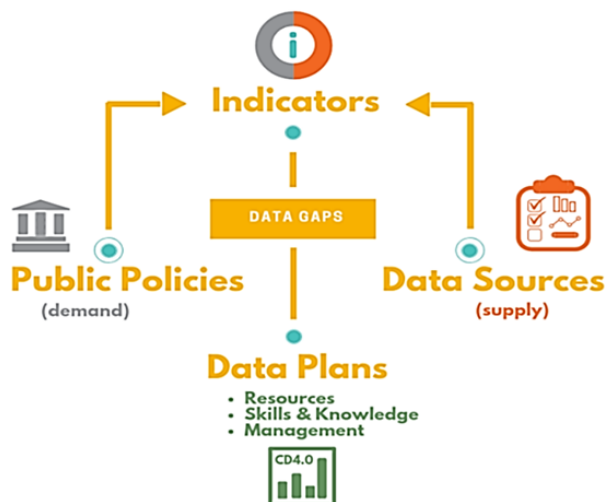 i
Indicators
DATA GAPS
Public Policies
(demand)
Data Sources
(supply)
Data Plans
• Resources
• Skills & Knowledge
• Management
CD4.0